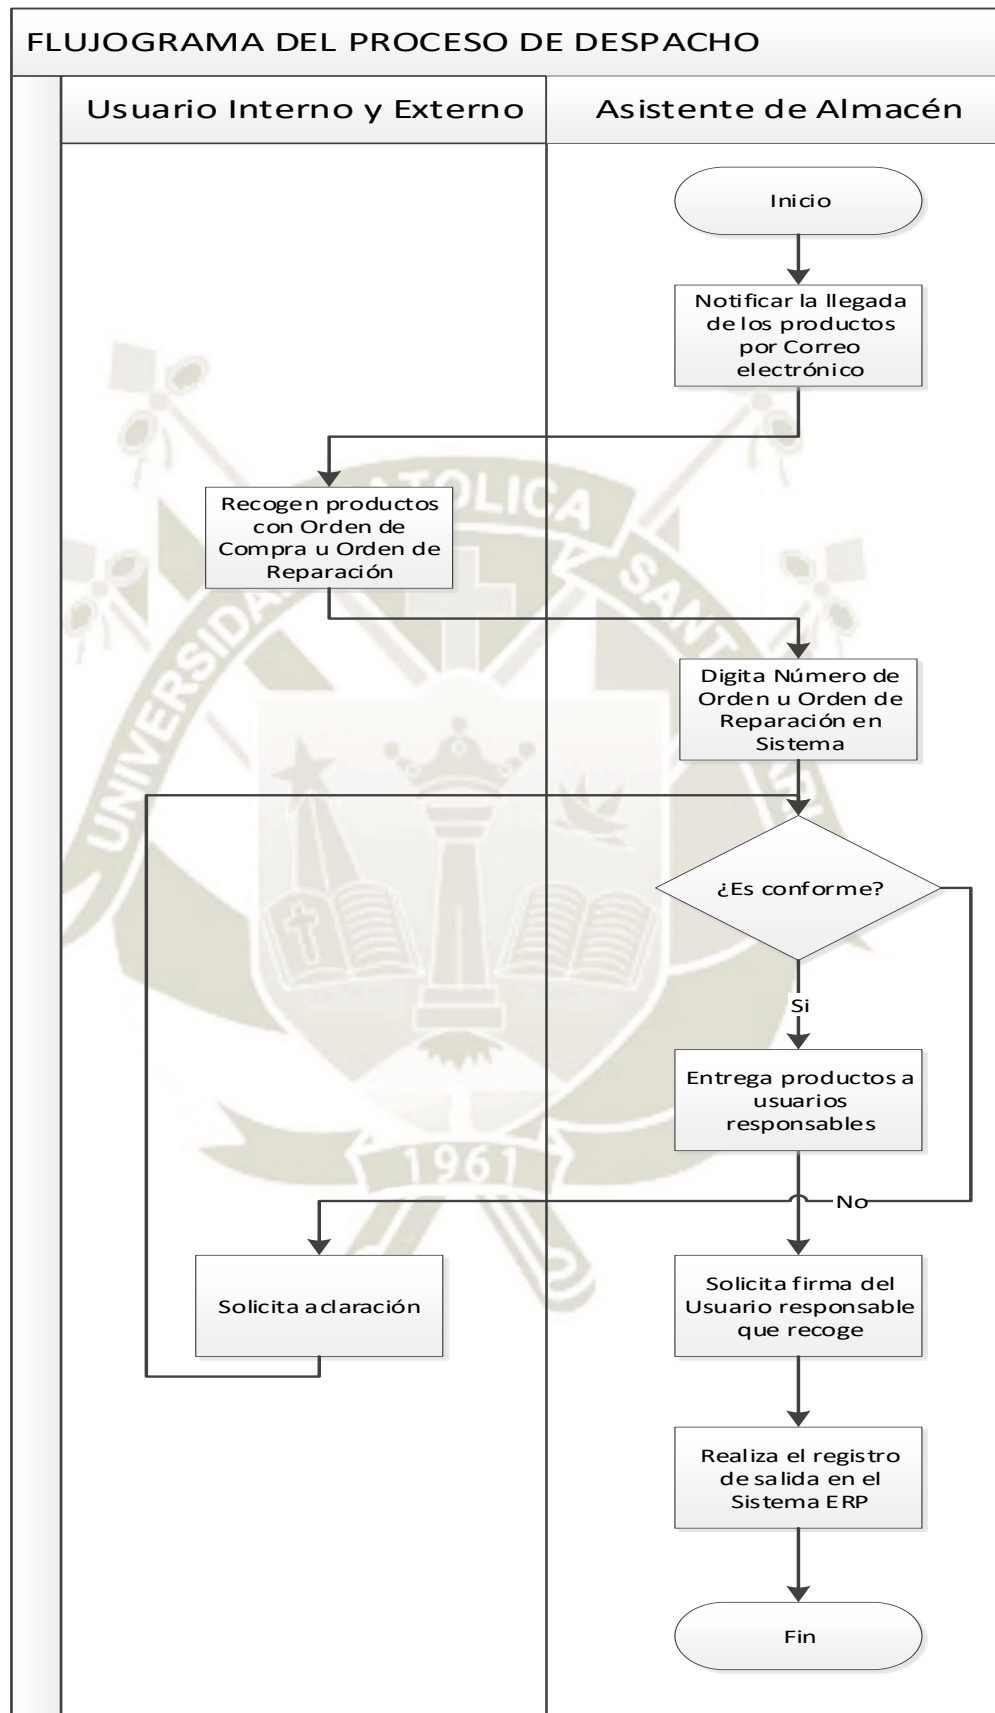 FLUJOGRAMA DEL PROCESO DE DESPACHO
Usuario Interno y Externo
Asistente de Almacén
Inicio
Notificar la llegada
de los productos
por Correo
electrónico
Recogen productos
con Orden de
Compra u Orden de
Reparación
Digita Número de
Orden u Orden de
Reparación en
Sistema
¿Es conforme?
Si
Entrega productos a
usuarios
responsables
No
Solicita aclaración
Solicita firma del
Usuario responsable
que recoge
Realiza el registro
de salida en el
Sistema ERP
Fin
1961